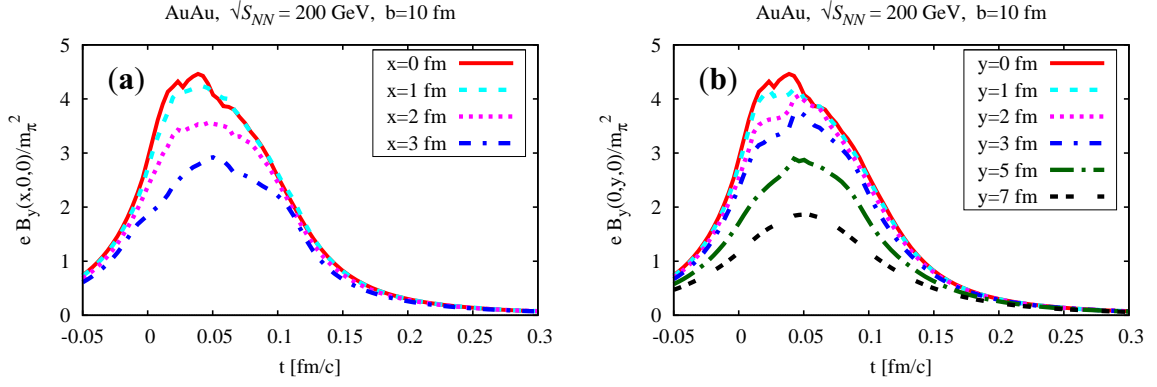 AuAu, √S_NN = 200 GeV, b=10 fm
(a)
x=0 fm
x=1 fm
x=2 fm
x=3 fm
e B_y(x,0,0)/m_π^2
5
4
3
2
1
0
-0.05 0 0.05 0.1 0.15 0.2 0.25 0.3
t [fm/c]
AuAu, √S_NN = 200 GeV, b=10 fm
(b)
y=0 fm
y=1 fm
y=2 fm
y=3 fm
y=5 fm
y=7 fm
e B_y(0,y,0)/m_π^2
5
4
3
2
1
0
-0.05 0 0.05 0.1 0.15 0.2 0.25 0.3
t [fm/c]